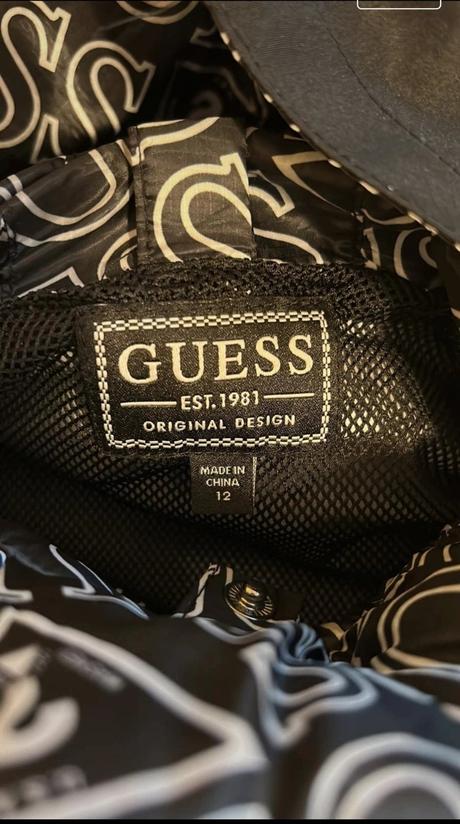 GUESS
EST.1981
ORIGINAL DESIGN
MADE IN
CHINA
12